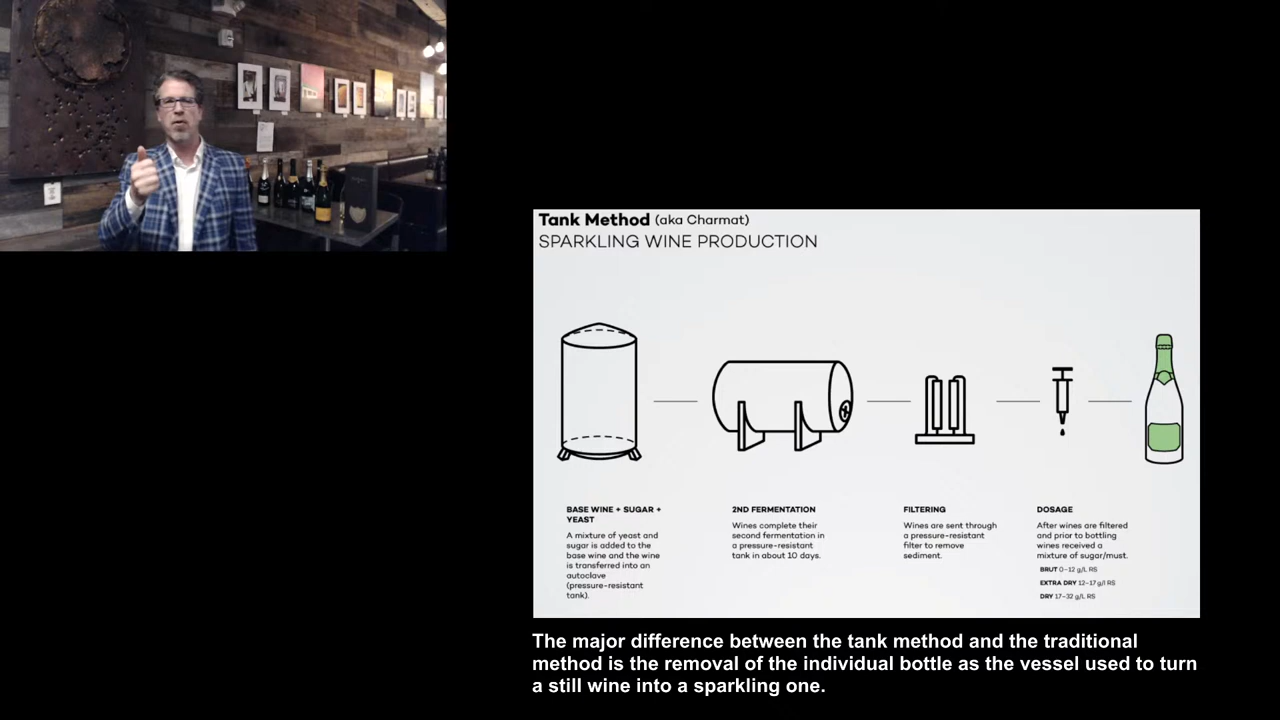 Tank Method (aka Charmat)
SPARKLING WINE PRODUCTION
BASE WINE + SUGAR +
YEAST
A mixture of yeast and
sugar is added to the
base wine and the wine
is transferred into an
autoclave
(pressure-resistant
tank).
2ND FERMENTATION
Wines complete their
second fermentation in
a pressure-resistant
tank in about 10 days.
FILTERING
Wines are sent through
a pressure-resistant
filter to remove
sediment.
DOSAGE
After wines are filtered
and prior to bottling
wines received a
mixture of sugar/must.
BRUT 0-12 g/L RS
EXTRA DRY 12-17 g/l RS
DRY 17-32 g/L RS
The major difference between the tank method and the traditional
method is the removal of the individual bottle as the vessel used to turn
a still wine into a sparkling one.